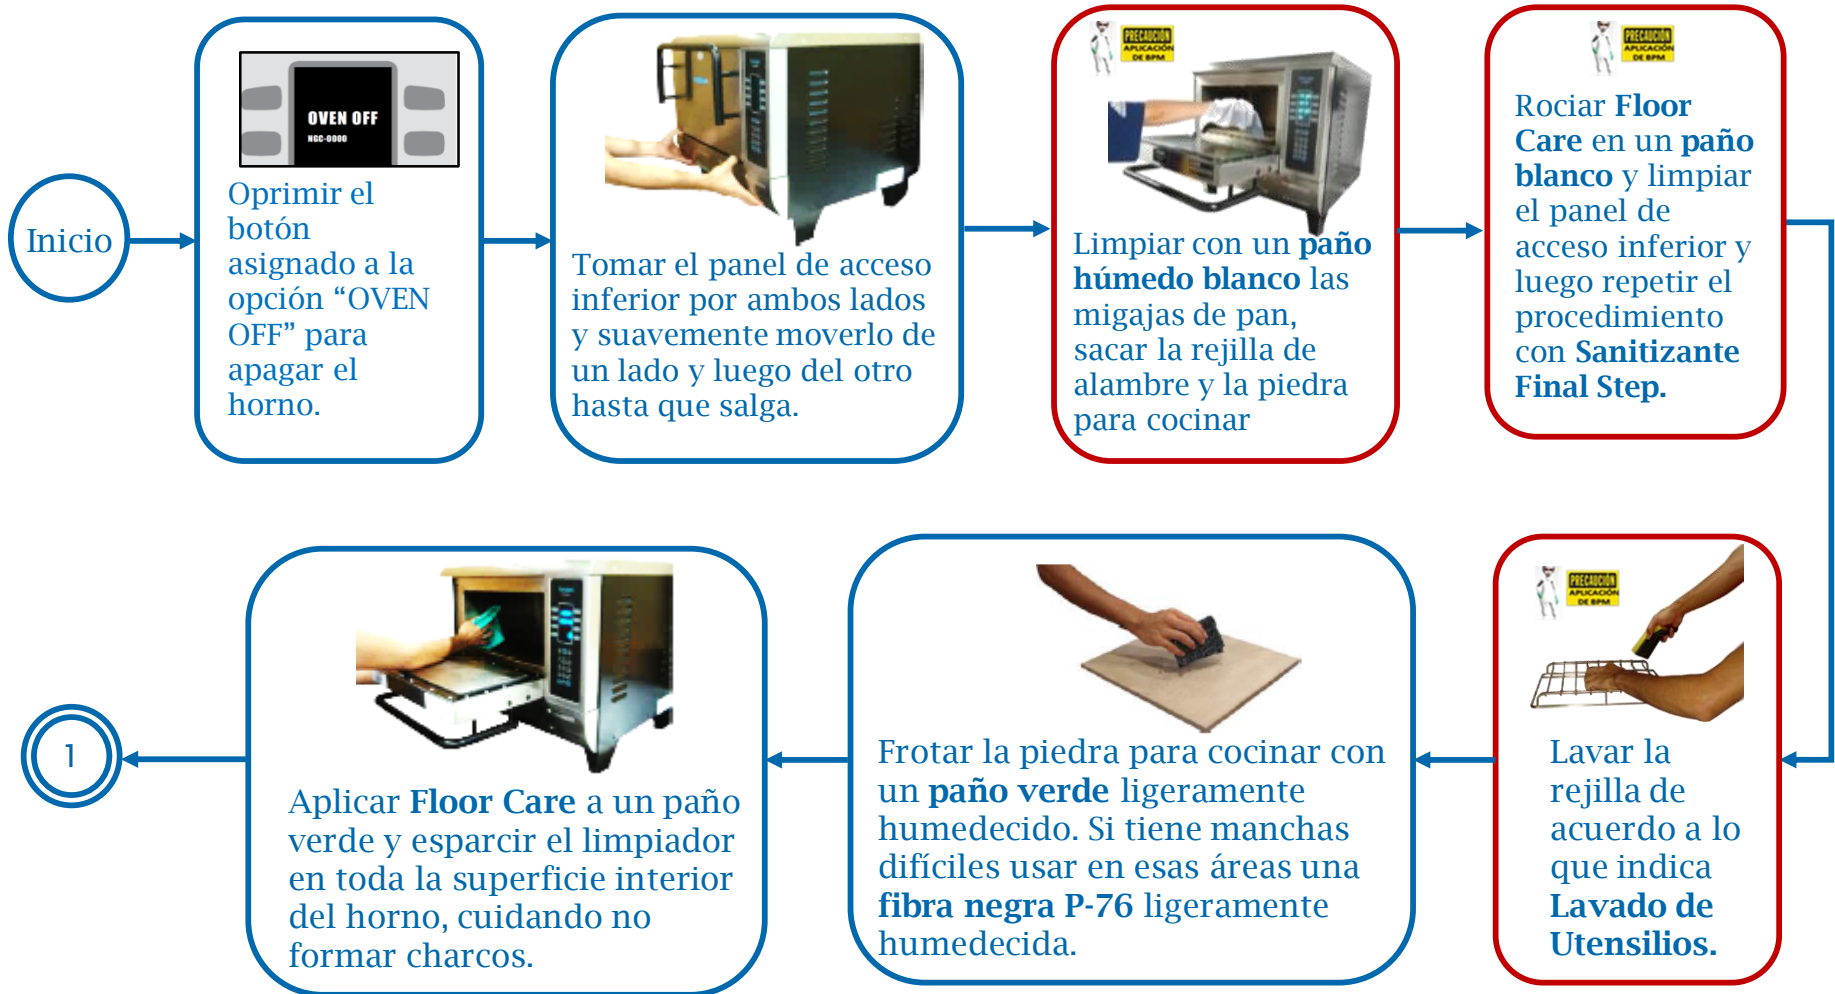 Inicio
OVEN OFF
NGC-0000
Oprimir el
botón
asignado a la
opción “OVEN
OFF” para
apagar el
horno.
Tomar el panel de acceso
inferior por ambos lados
y suavemente moverlo de
un lado y luego del otro
hasta que salga.
PRECAUCIÓN
APLICACIÓN
DE BPM
Limpiar con un paño
húmedo blanco las
migajas de pan,
sacar la rejilla de
alambre y la piedra
para cocinar
PRECAUCIÓN
APLICACIÓN
DE BPM
Rociar Floor
Care en un paño
blanco y limpiar
el panel de
acceso inferior y
luego repetir el
procedimiento
con Sanitizante
Final Step.
PRECAUCIÓN
APLICACIÓN
DE BPM
Lavar la
rejilla de
acuerdo a lo
que indica
Lavado de
Utensilios.
Frotar la piedra para cocinar con
un paño verde ligeramente
humedecido. Si tiene manchas
difíciles usar en esas áreas una
fibra negra P-76 ligeramente
humedecida.
Aplicar Floor Care a un paño
verde y esparcir el limpiador
en toda la superficie interior
del horno, cuidando no
formar charcos.
1